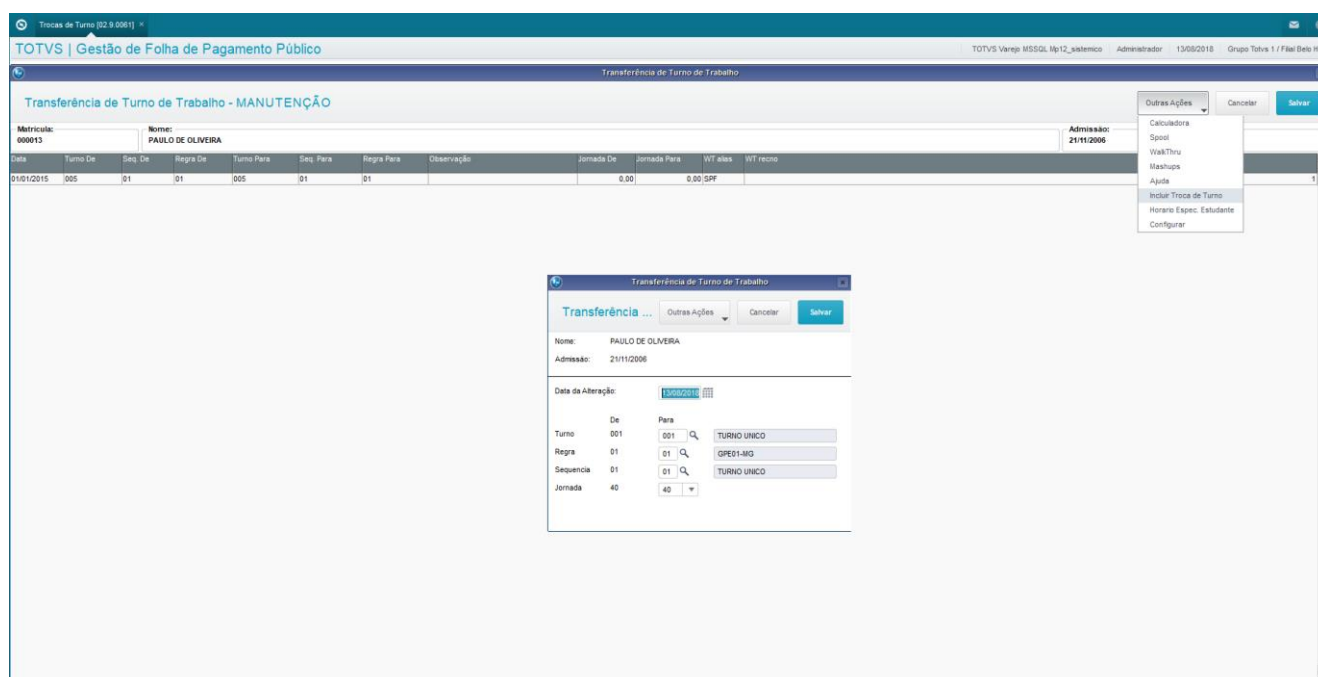 Trocas de Turno [02.9.0061] ×
TOTVS | Gestão de Folha de Pagamento Público
TOTVS Varejo MSSQL Mp12_sistemico Administrador 13/08/2018 Grupo Totvs 1 / Filial Belo H
Transferência de Turno de Trabalho
Transferência de Turno de Trabalho - MANUTENÇÃO
Outras Ações Cancelar Salvar
Matricula: Nome: Admissão:
000013 PAULO DE OLIVEIRA 21/11/2006
Data Turno De Seq. De Regra De Turno Para Seq. Para Regra Para Observação Jornada De Jornada Para WT alias WT recno
01/01/2015 005 01 01 005 01 01 0,00 0,00 SPF 1
Calculadora
Spool
WalkThru
Mashups
Ajuda
Incluir Troca de Turno
Horario Espec. Estudante
Configurar
Transferência de Turno de Trabalho
Transferência ... Outras Ações Cancelar Salvar
Nome: PAULO DE OLIVEIRA
Admissão: 21/11/2006
Data da Alteração: 13/08/2018
De Para
Turno 001 001 TURNO UNICO
Regra 01 01 GPE01-MG
Sequencia 01 01 TURNO UNICO
Jornada 40 40